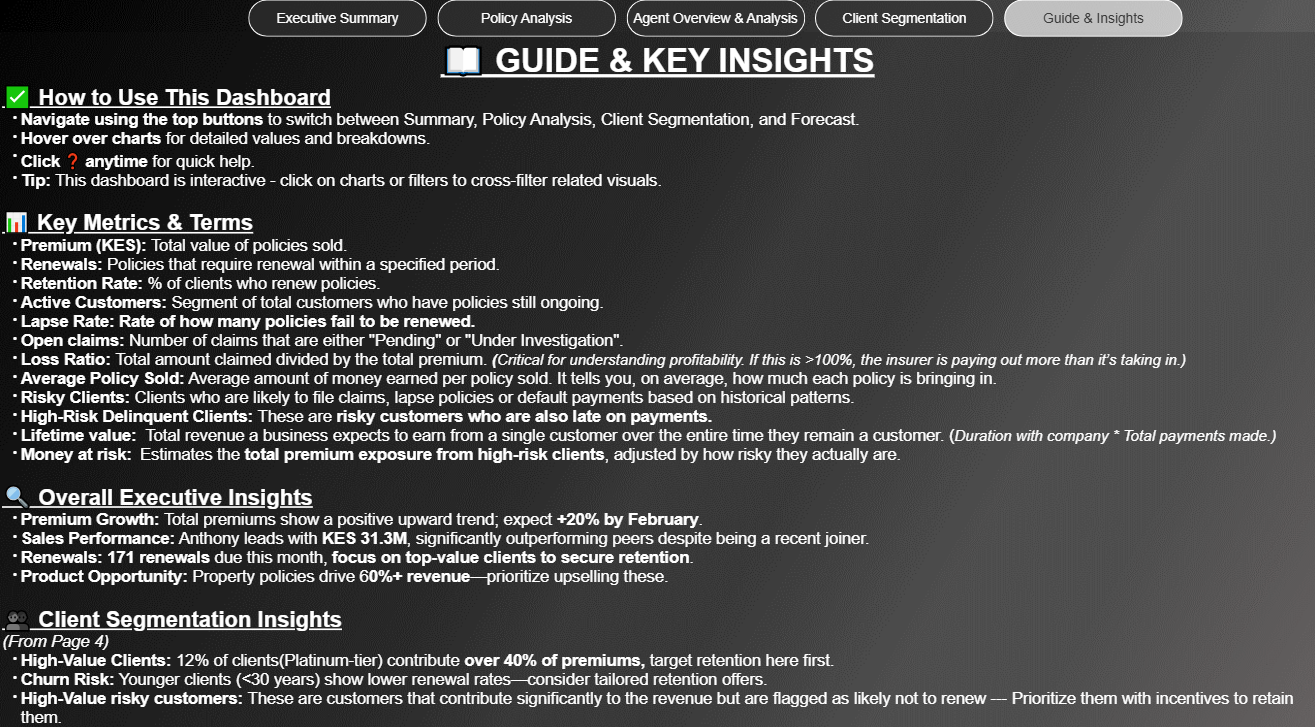 Executive Summary
Policy Analysis
Agent Overview & Analysis
Client Segmentation
Guide & Insights
📖 GUIDE & KEY INSIGHTS
✅ How to Use This Dashboard
· Navigate using the top buttons to switch between Summary, Policy Analysis, Client Segmentation, and Forecast.
· Hover over charts for detailed values and breakdowns.
· Click ❓ anytime for quick help.
· Tip: This dashboard is interactive - click on charts or filters to cross-filter related visuals.
📊 Key Metrics & Terms
· Premium (KES): Total value of policies sold.
· Renewals: Policies that require renewal within a specified period.
· Retention Rate: % of clients who renew policies.
· Active Customers: Segment of total customers who have policies still ongoing.
· Lapse Rate: Rate of how many policies fail to be renewed.
· Open claims: Number of claims that are either "Pending" or "Under Investigation".
· Loss Ratio: Total amount claimed divided by the total premium. (Critical for understanding profitability. If this is >100%, the insurer is paying out more than it's taking in.)
· Average Policy Sold: Average amount of money earned per policy sold. It tells you, on average, how much each policy is bringing in.
· Risky Clients: Clients who are likely to file claims, lapse policies or default payments based on historical patterns.
· High-Risk Delinquent Clients: These are risky customers who are also late on payments.
· Lifetime value: Total revenue a business expects to earn from a single customer over the entire time they remain a customer. (Duration with company * Total payments made.)
· Money at risk: Estimates the total premium exposure from high-risk clients, adjusted by how risky they actually are.
🔍 Overall Executive Insights
· Premium Growth: Total premiums show a positive upward trend; expect +20% by February.
· Sales Performance: Anthony leads with KES 31.3M, significantly outperforming peers despite being a recent joiner.
· Renewals: 171 renewals due this month, focus on top-value clients to secure retention.
· Product Opportunity: Property policies drive 60%+ revenue—prioritize upselling these.
👥 Client Segmentation Insights
(From Page 4)
· High-Value Clients: 12% of clients(Platinum-tier) contribute over 40% of premiums, target retention here first.
· Churn Risk: Younger clients (<30 years) show lower renewal rates—consider tailored retention offers.
· High-Value risky customers: These are customers that contribute significantly to the revenue but are flagged as likely not to renew --- Prioritize them with incentives to retain
them.